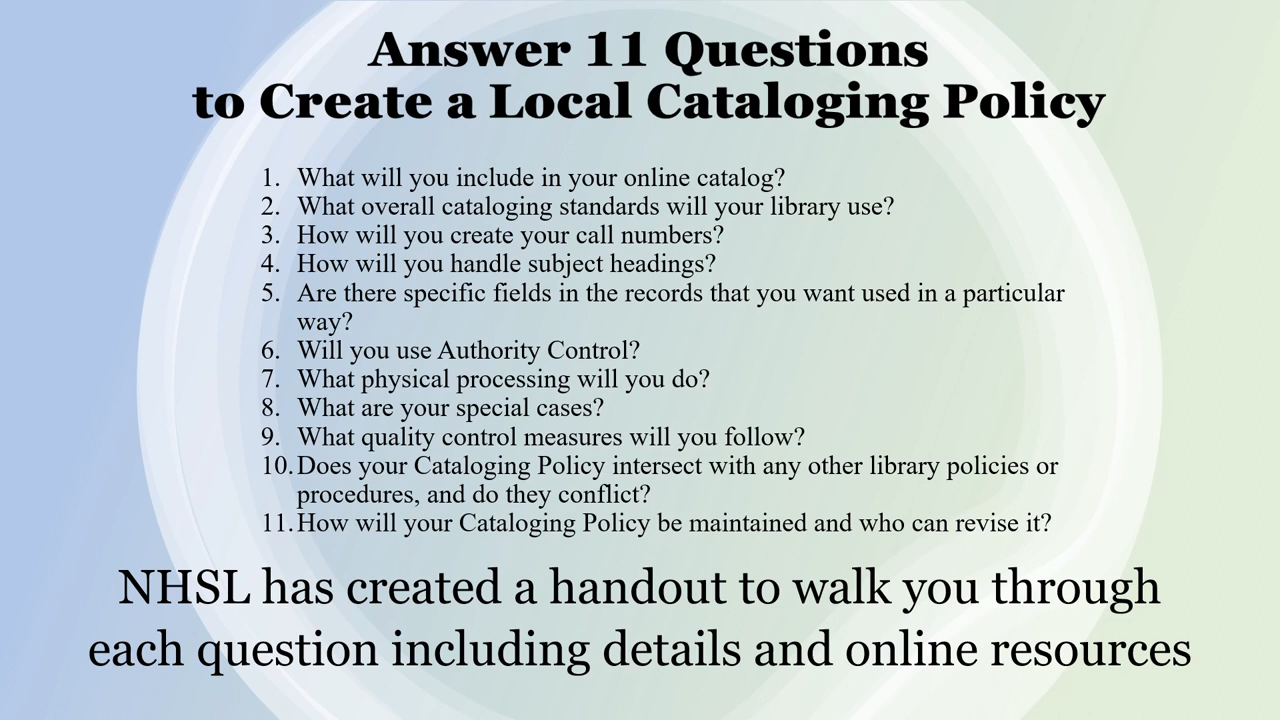 Answer 11 Questions
to Create a Local Cataloging Policy
1. What will you include in your online catalog?
2. What overall cataloging standards will your library use?
3. How will you create your call numbers?
4. How will you handle subject headings?
5. Are there specific fields in the records that you want used in a particular
way?
6. Will you use Authority Control?
7. What physical processing will you do?
8. What are your special cases?
9. What quality control measures will you follow?
10. Does your Cataloging Policy intersect with any other library policies or
procedures, and do they conflict?
11. How will your Cataloging Policy be maintained and who can revise it?
NHSL has created a handout to walk you through
each question including details and online resources